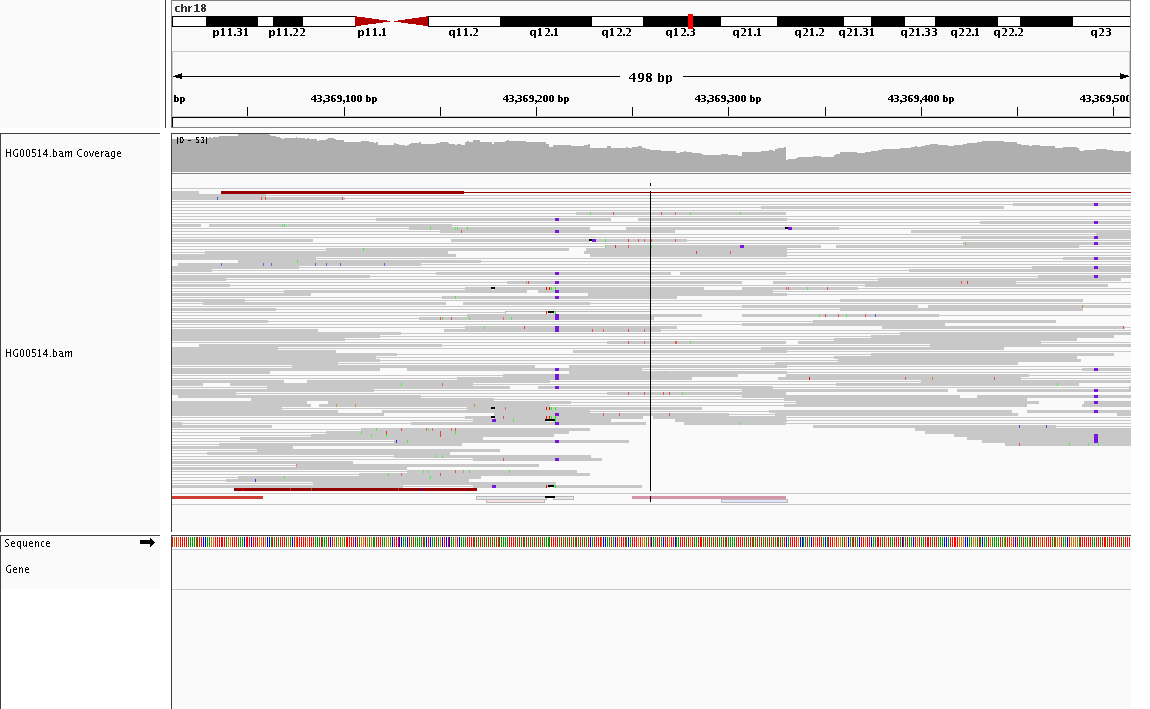 chr18
p11.31 p11.22 p11.1 q11.2 q12.1 q12.2 q12.3 q21.1 q21.2 q21.31 q21.33 q22.1 q22.2 q23
498 bp
bp 43,369,100 bp 43,369,200 bp 43,369,300 bp 43,369,400 bp 43,369,500
HG00514.bam Coverage
[0 - 53]
HG00514.bam
Sequence
Gene